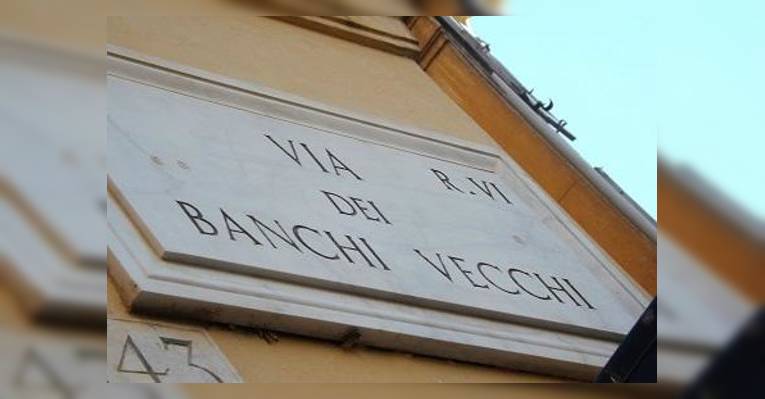 VIA R.VI
DEI
BANCHI VECCHI
43